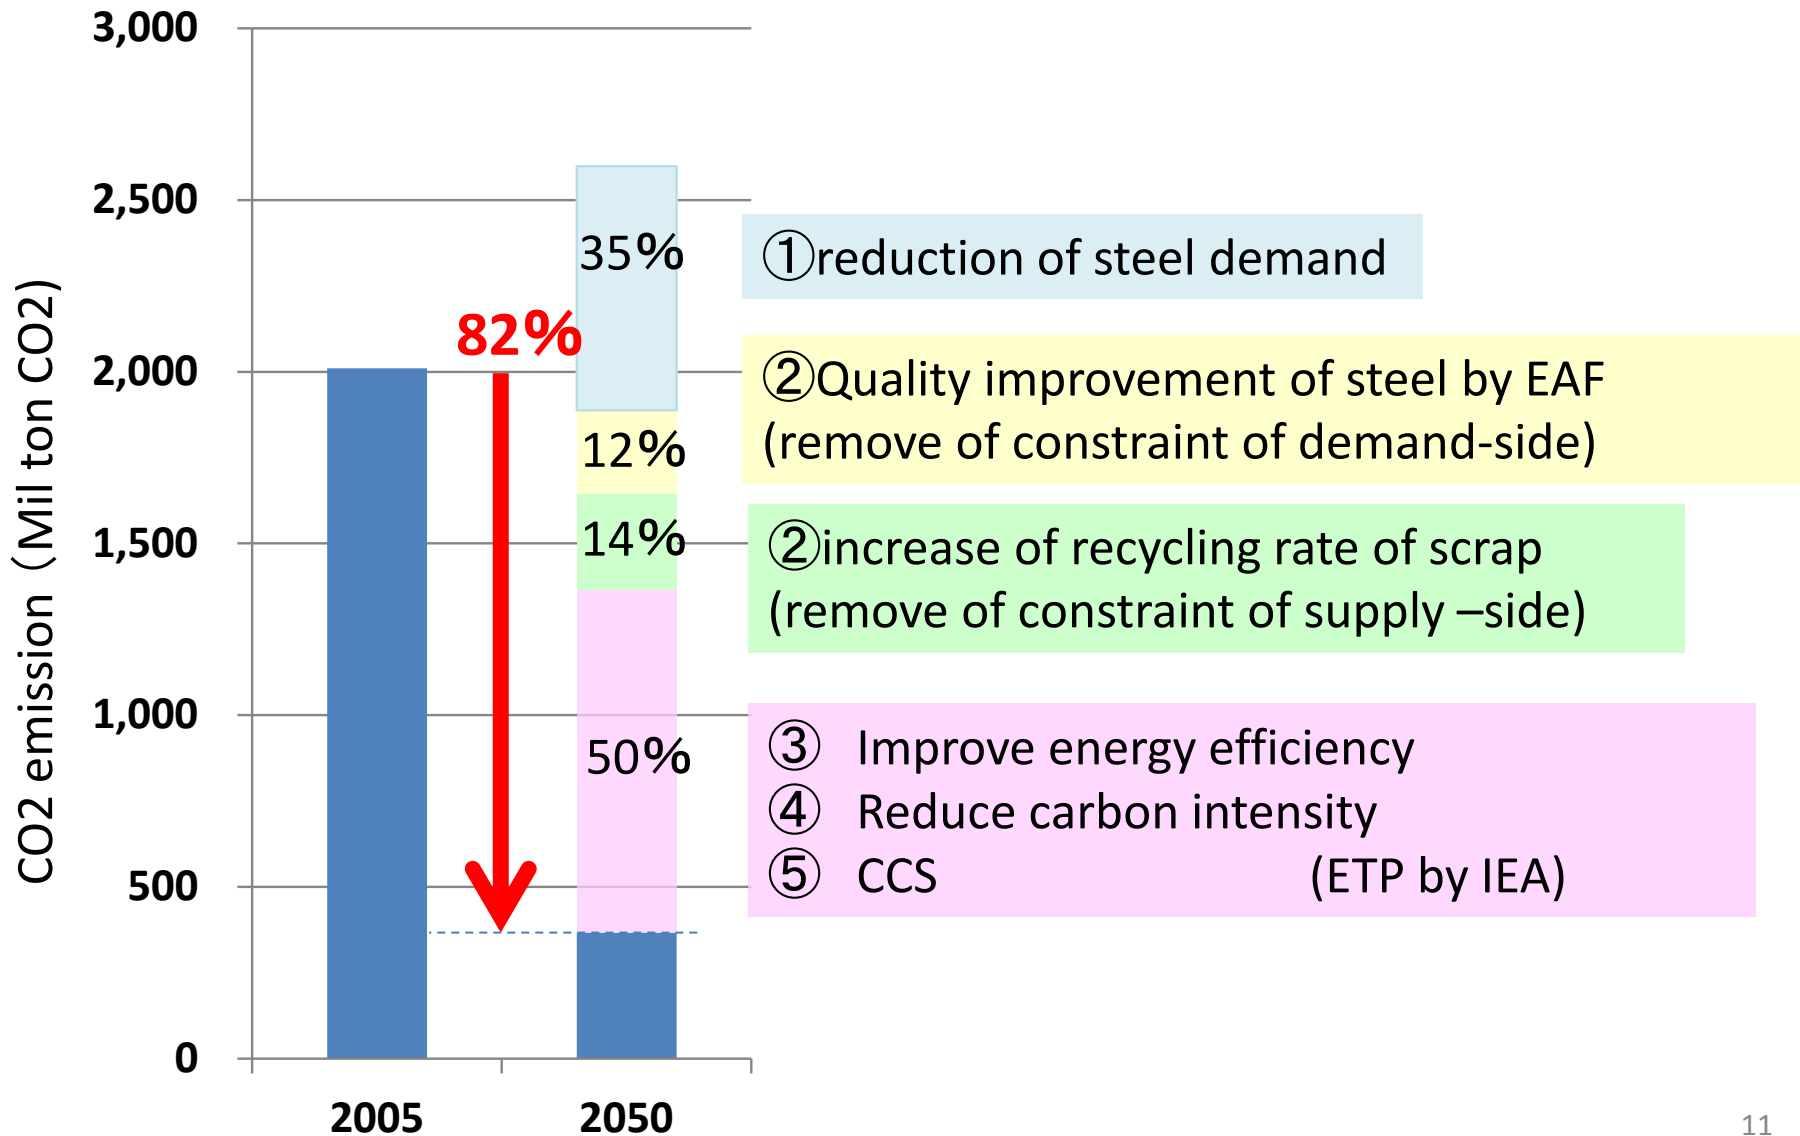 3,000
2,500
2,000
1,500
1,000
500
0
CO2 emission（Mil ton CO2)
2005
2050
82%
35%
12%
14%
50%
①reduction of steel demand
②Quality improvement of steel by EAF
(remove of constraint of demand-side)
②increase of recycling rate of scrap
(remove of constraint of supply –side)
③ Improve energy efficiency
④ Reduce carbon intensity
⑤ CCS (ETP by IEA)
11